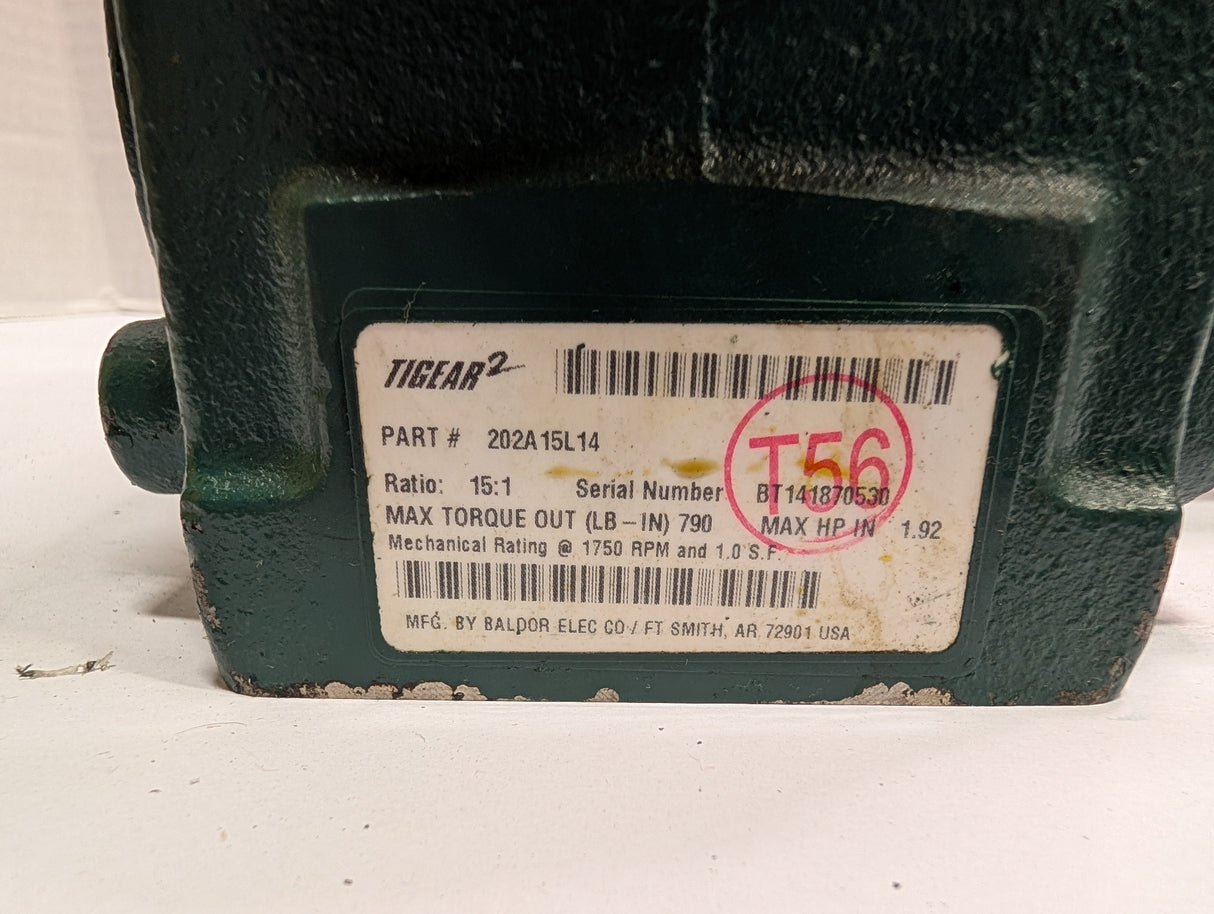 TIGEAR2
PART # 202A15L14
T56
Ratio: 15:1 Serial Number BT141870530
MAX TORQUE OUT (LB-IN) 790 MAX HP IN 1.92
Mechanical Rating @ 1750 RPM and 1.0 S.F.
MFG. BY BALDOR ELEC CO / FT SMITH, AR 72901 USA